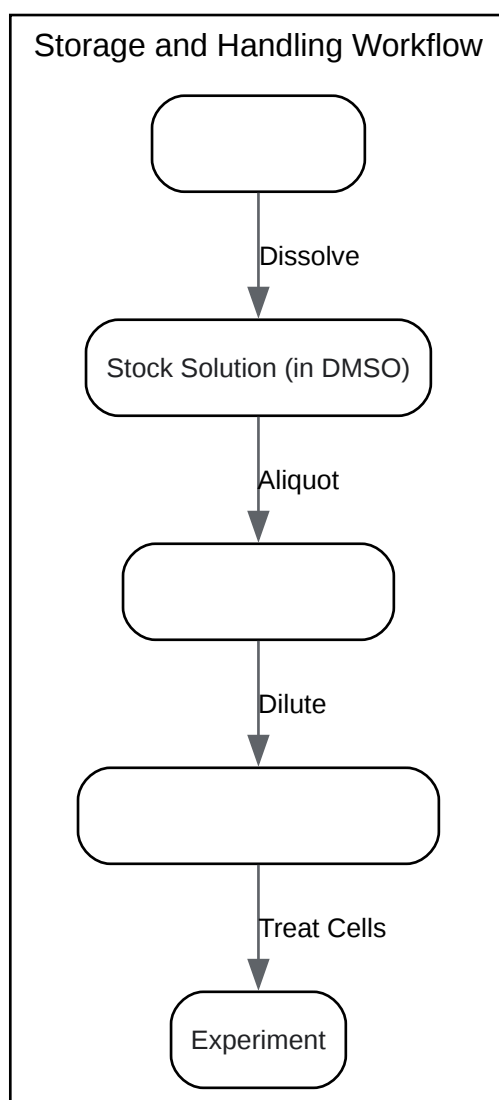 Storage and Handling Workflow
Dissolve
Stock Solution (in DMSO)
Aliquot
Dilute
Treat Cells
Experiment